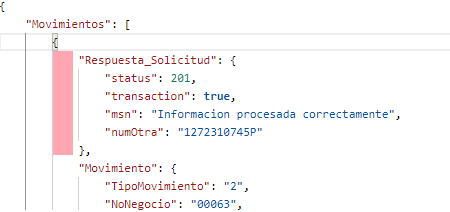 {
"Movimientos": [
{
"Respuesta_Solicitud": {
"status": 201,
"transaction": true,
"msn": "Informacion procesada correctamente",
"numOtra": "1272310745P"
},
"Movimiento": {
"TipoMovimiento": "2",
"NoNegocio": "00063",